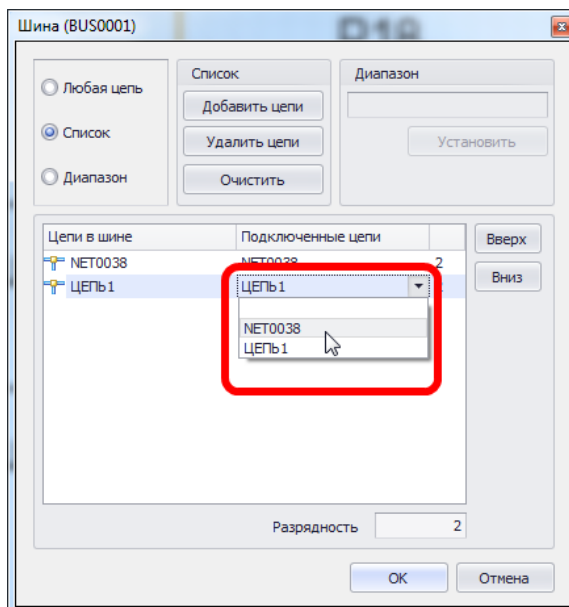 Шина (BUS0001)
Любая цепь
Список
Диапазон
Список
Добавить цепи
Удалить цепи
Очистить
Диапазон
Установить
Цепи в шине Подключенные цепи
NET0038 NET0038 2
ЦЕПЬ1 ЦЕПЬ1
NET0038
ЦЕПЬ1
Вверх
Вниз
Разрядность 2
OK Отмена